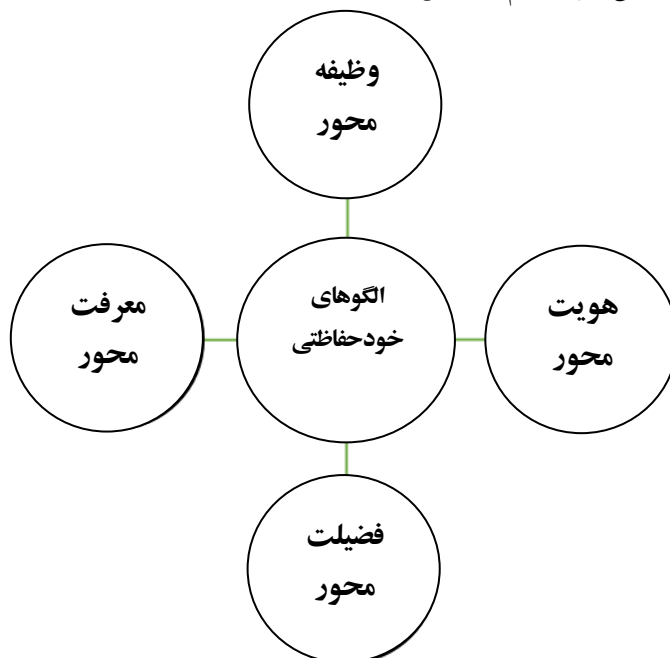 وظیفه
محور
معرفت
محور
الگوهای
خودحفاظتی
هویت
محور
فضیلت
محور